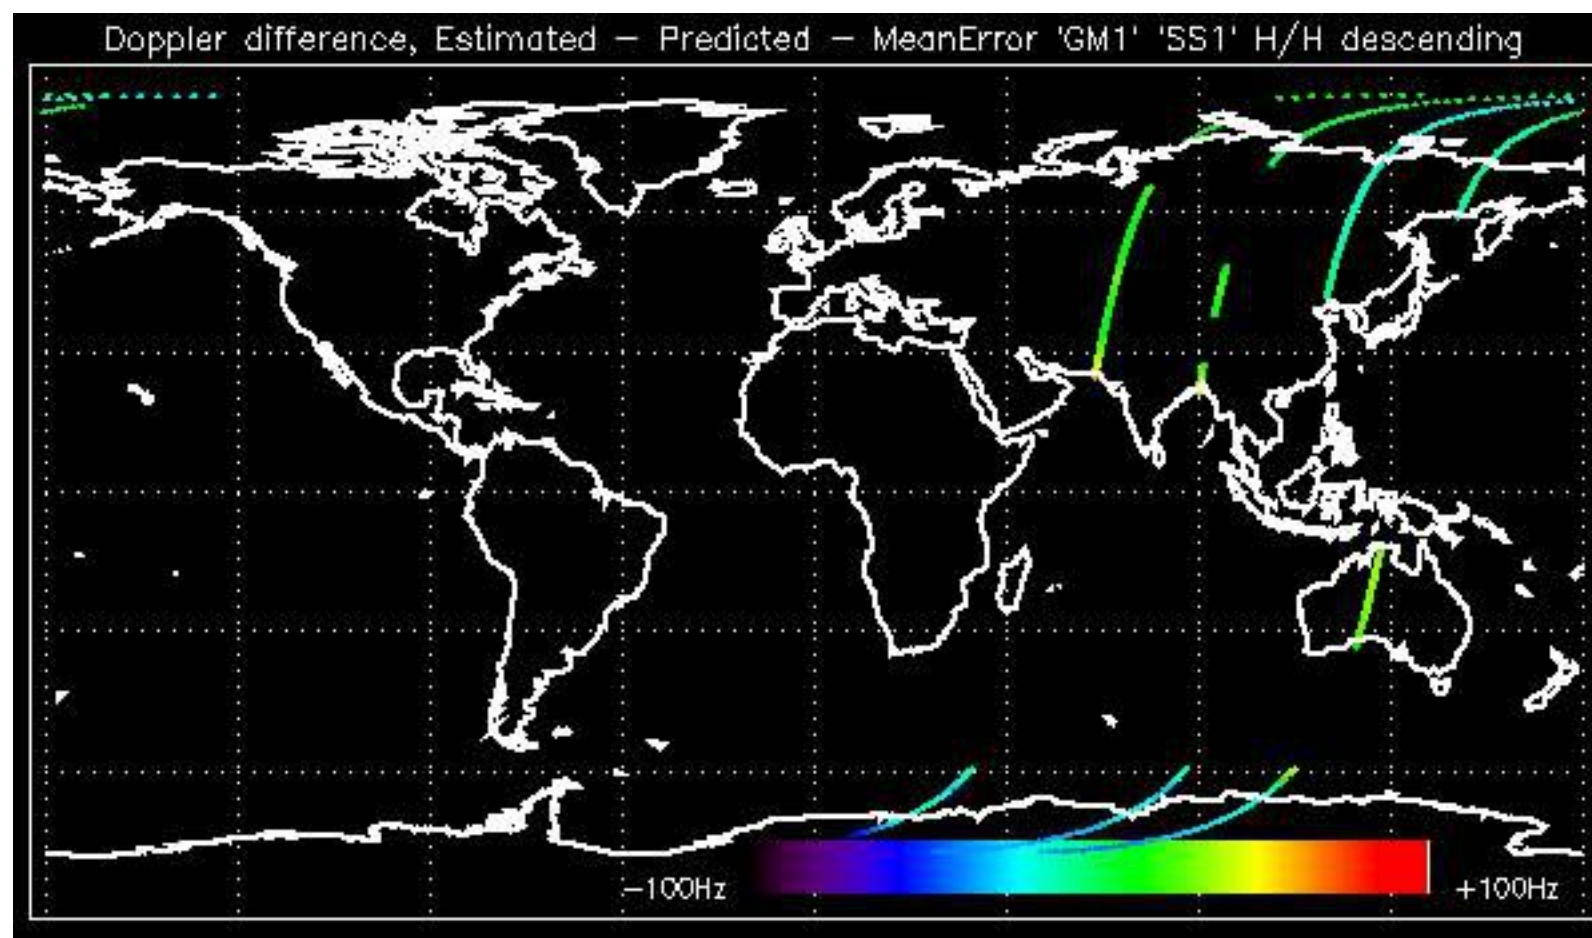 Doppler difference, Estimated – Predicted – MeanError 'GM1' 'SS1' H/H descending
−100Hz +100Hz